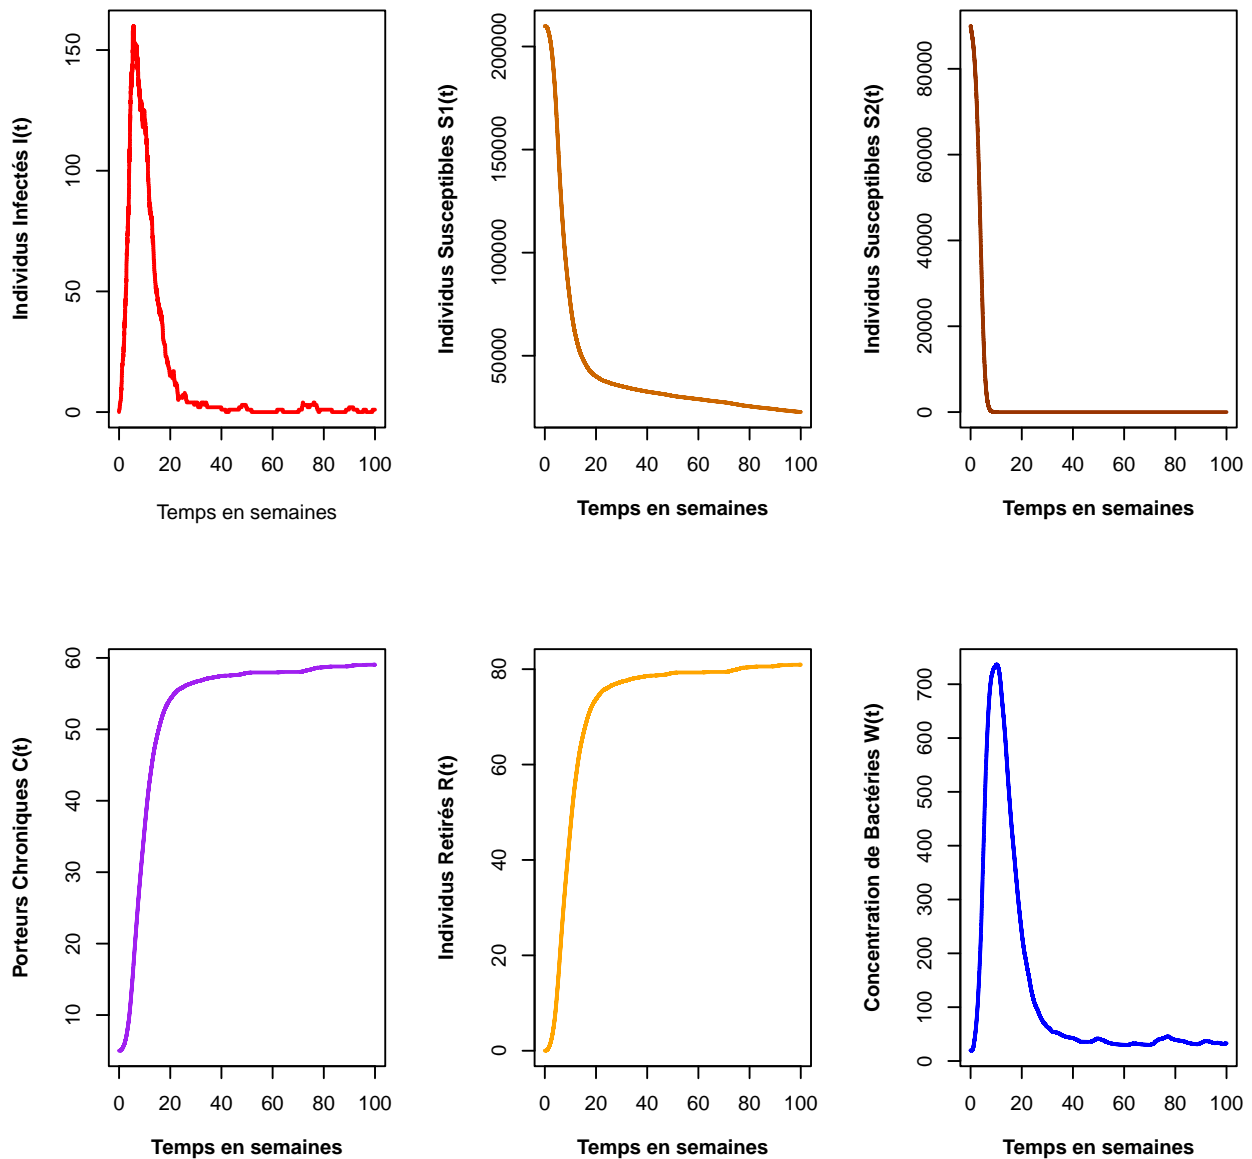 Individus Infectés I(t)
0 50 100 150
0 20 40 60 80 100
Temps en semaines
Individus Susceptibles S1(t)
50000 100000 150000 200000
0 20 40 60 80 100
Temps en semaines
Individus Susceptibles S2(t)
0 20000 40000 60000 80000
0 20 40 60 80 100
Temps en semaines
Porteurs Chroniques C(t)
10 20 30 40 50 60
0 20 40 60 80 100
Temps en semaines
Individus Retirés R(t)
0 20 40 60 80
0 20 40 60 80 100
Temps en semaines
Concentration de Bactéries W(t)
0 100 200 300 400 500 600 700
0 20 40 60 80 100
Temps en semaines